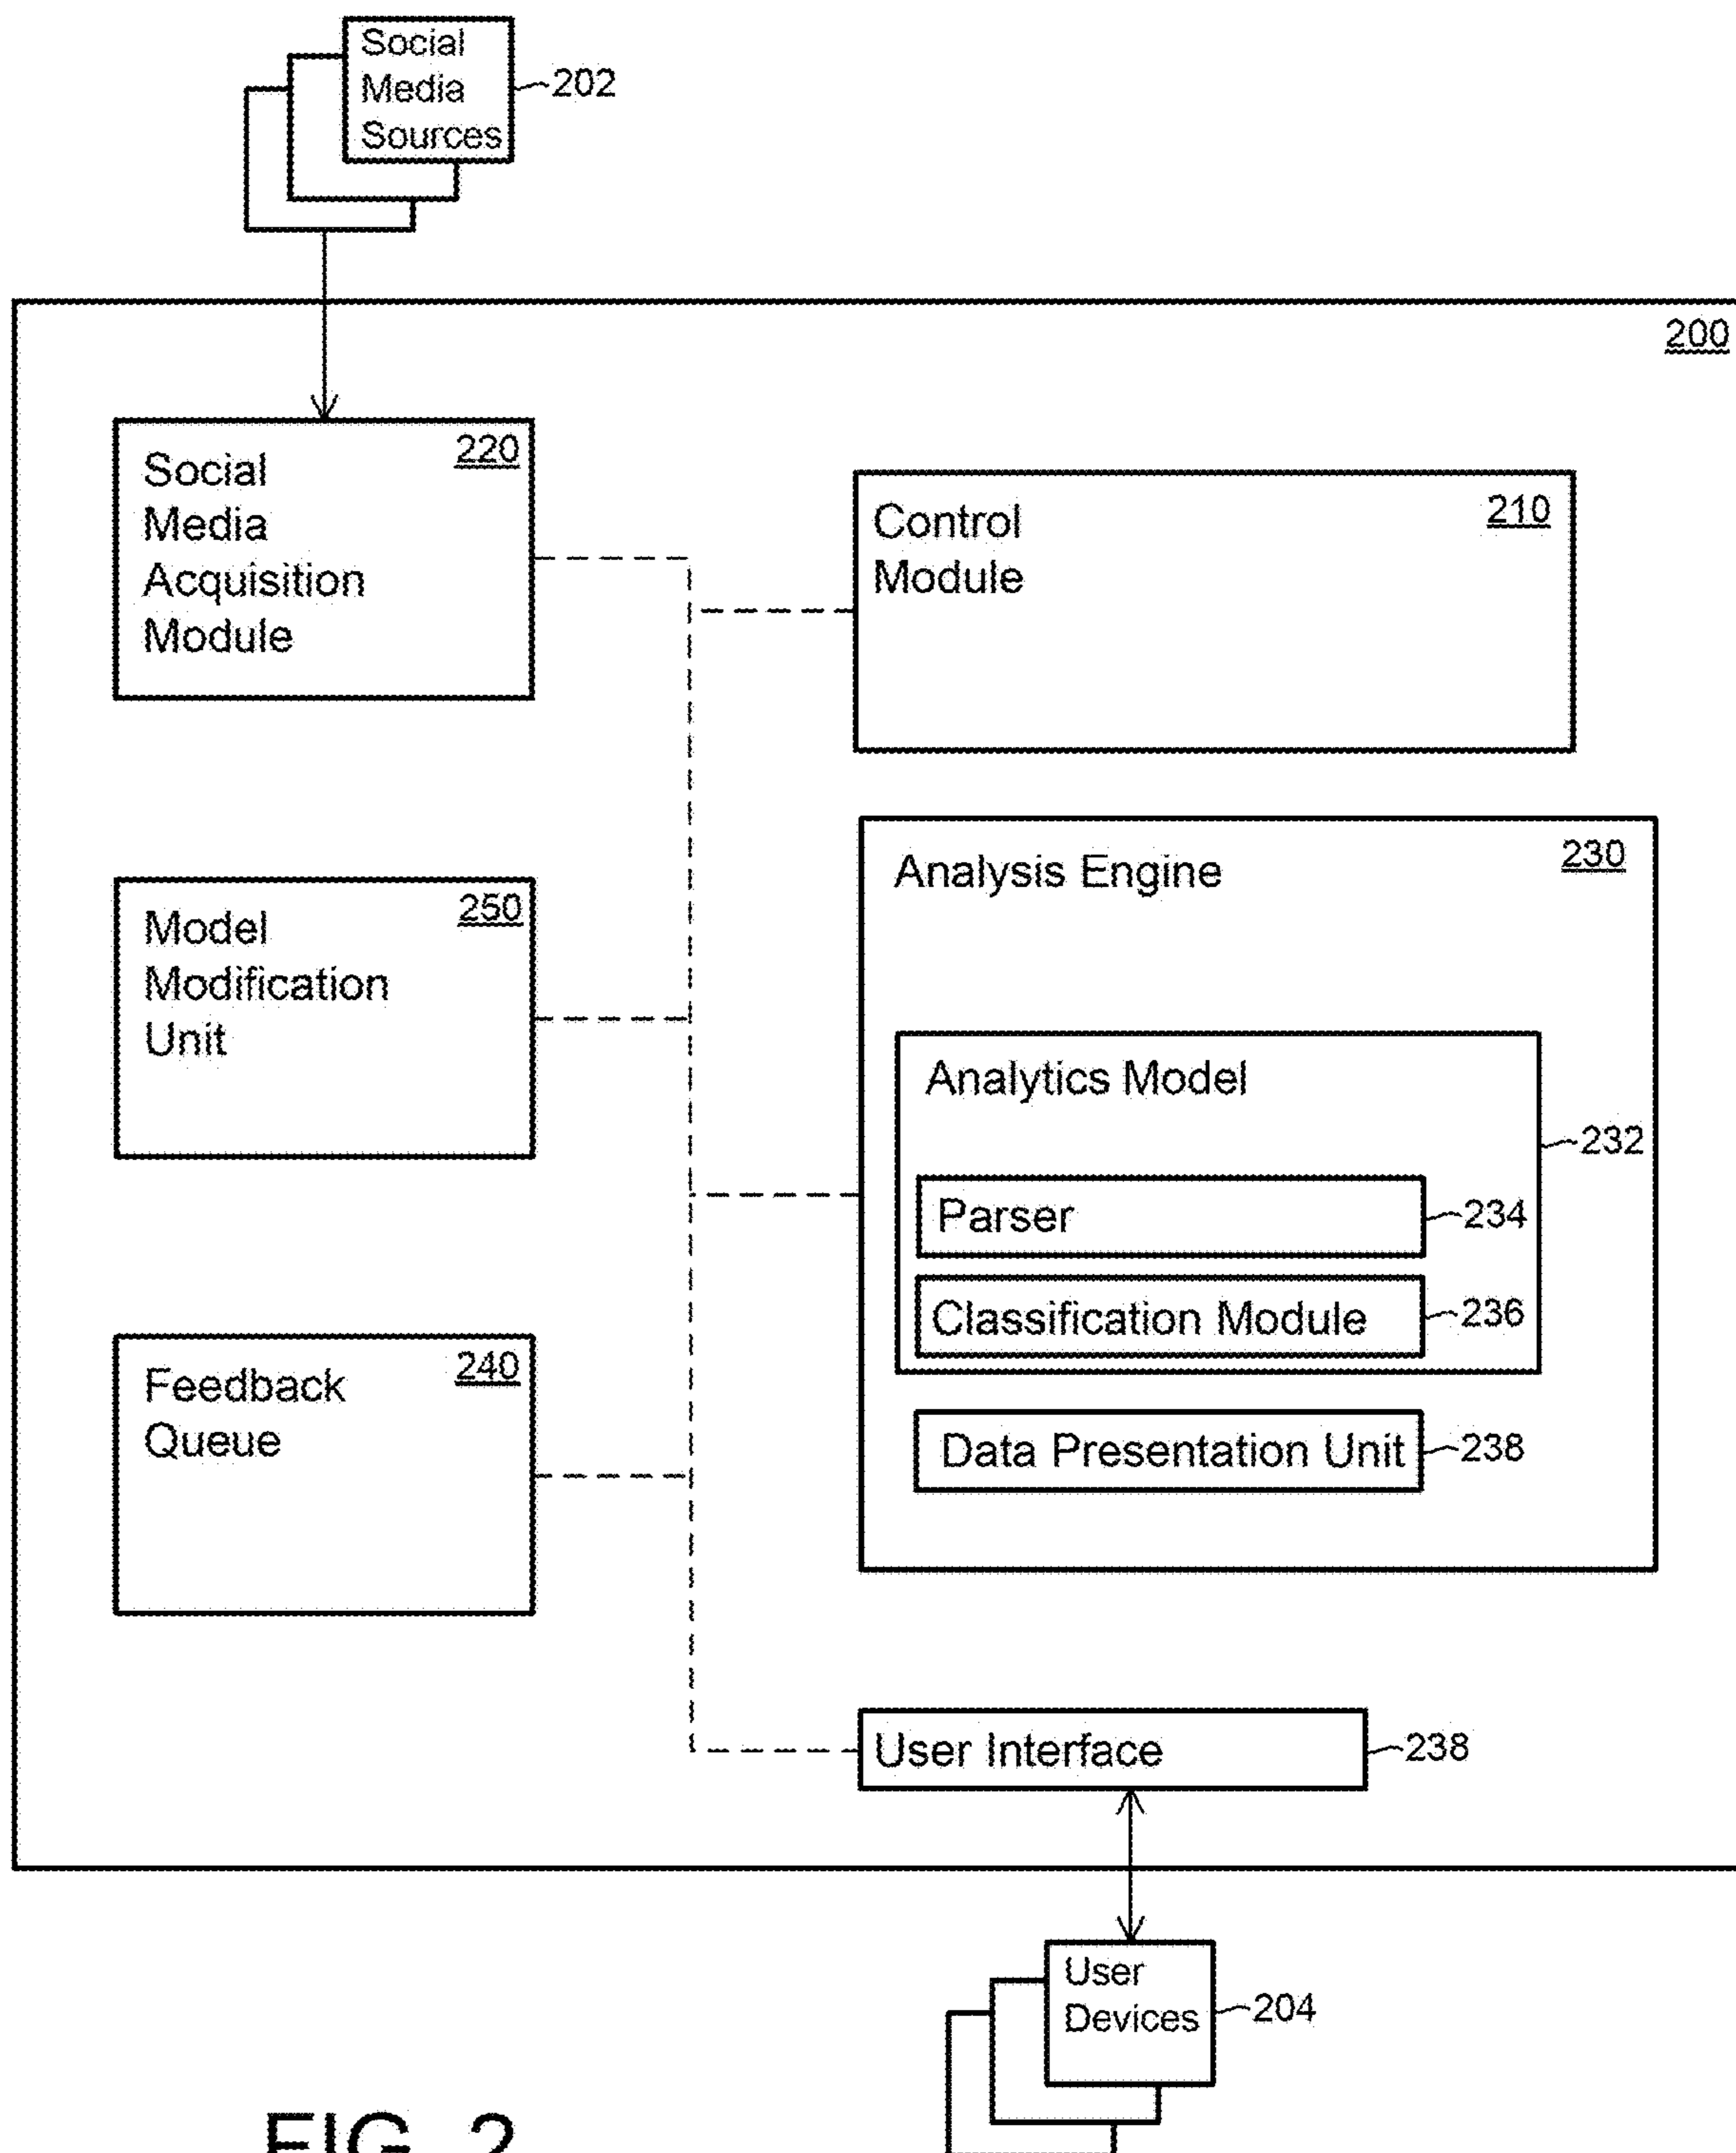 Social
Media
Sources
202
200
Social
Media
Acquisition
Module
220
Control
Module
210
Model
Modification
Unit
250
Analysis Engine
230
Analytics Model
232
Parser
234
Classification Module
236
Data Presentation Unit
238
Feedback
Queue
240
User Interface
238
User
Devices
204
FIG. 2